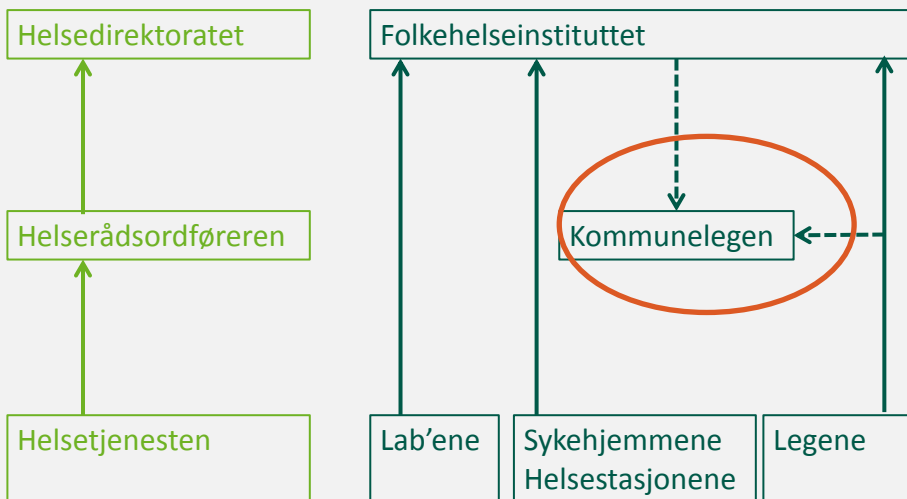 Helsedirektoratet
Folkehelseinstituttet
Helserådsordføreren
Kommunelegen
Helsetjenesten
Lab’ene
Sykehjemmene
Helsestasjonene
Legene